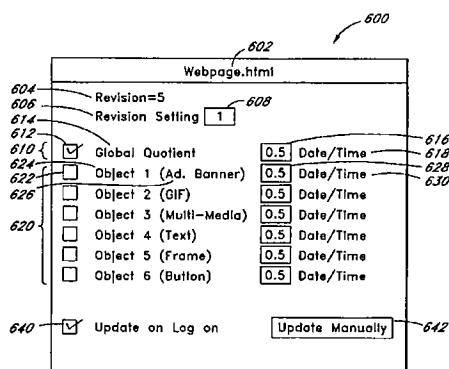 600
602
Webpage.html
604 Revision=5
606 Revision Setting 1 608
614
612
610 Global Quotient 0.5 Date/Time 616 618
624
622 Object 1 (Ad. Banner) 0.5 Date/Time 628 630
626 Object 2 (GIF) 0.5 Date/Time
Object 3 (Multi-Media) 0.5 Date/Time
620 Object 4 (Text) 0.5 Date/Time
Object 5 (Frame) 0.5 Date/Time
Object 6 (Button) 0.5 Date/Time
640 Update on Log on Update Manually 642